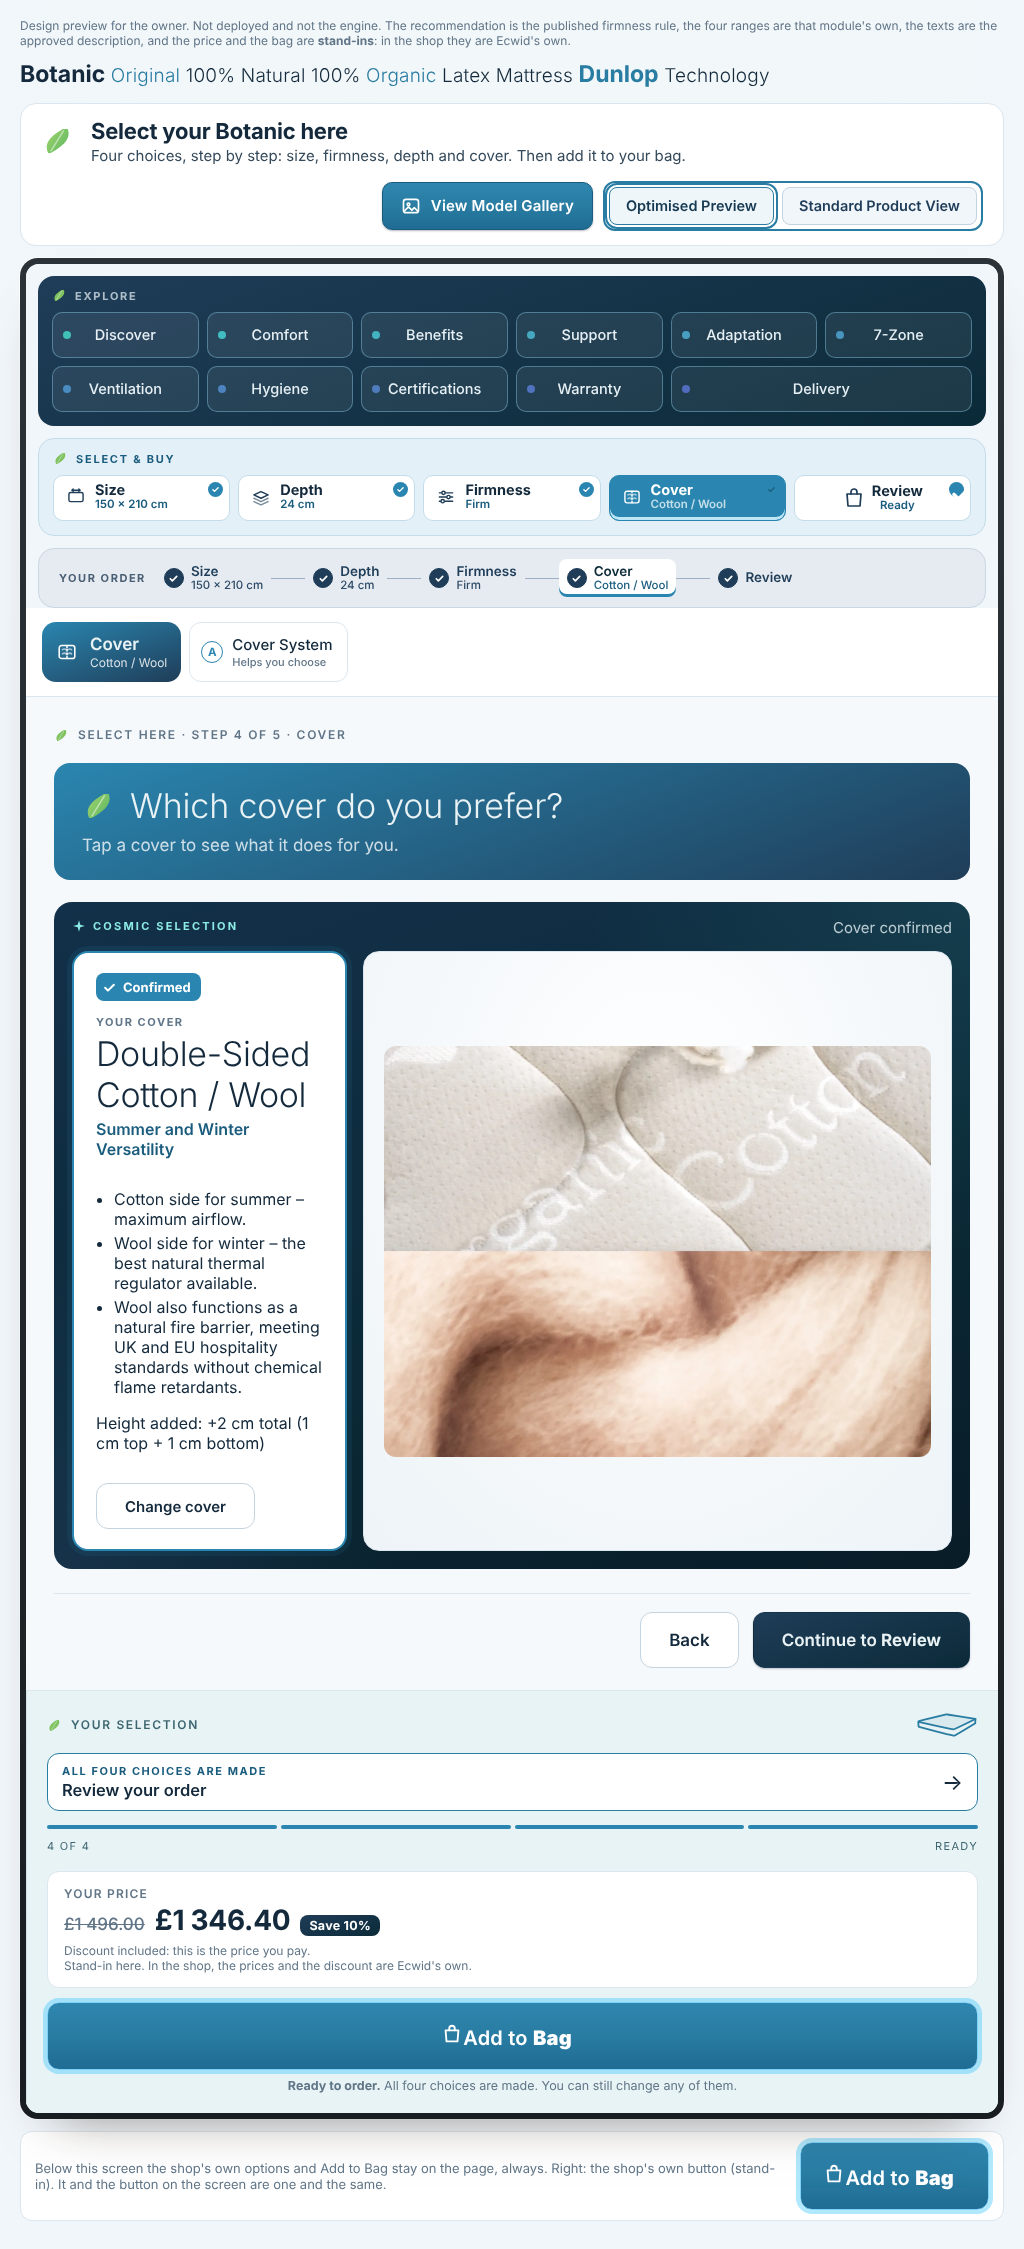 Design preview for the owner. Not deployed and not the engine. The recommendation is the published firmness rule, the four ranges are that module's own, the texts are the
approved description, and the price and the bag are stand-ins: in the shop they are Ecwid's own.
Botanic Original 100% Natural 100% Organic Latex Mattress Dunlop Technology
Select your Botanic here
Four choices, step by step: size, firmness, depth and cover. Then add it to your bag.
View Model Gallery
Optimised Preview
Standard Product View
EXPLORE
Discover
Comfort
Benefits
Support
Adaptation
7-Zone
Ventilation
Hygiene
Certifications
Warranty
Delivery
SELECT & BUY
Size
150 × 210 cm
Depth
24 cm
Firmness
Firm
Cover
Cotton / Wool
Review
Ready
YOUR ORDER
Size
150 × 210 cm
Depth
24 cm
Firmness
Firm
Cover
Cotton / Wool
Review
Cover
Cotton / Wool
A
Cover System
Helps you choose
SELECT HERE · STEP 4 OF 5 · COVER
Which cover do you prefer?
Tap a cover to see what it does for you.
COSMIC SELECTION
Cover confirmed
Confirmed
YOUR COVER
Double-Sided
Cotton / Wool
Summer and Winter
Versatility
• Cotton side for summer –
maximum airflow.
• Wool side for winter – the
best natural thermal
regulator available.
• Wool also functions as a
natural fire barrier, meeting
UK and EU hospitality
standards without chemical
flame retardants.
Height added: +2 cm total (1
cm top + 1 cm bottom)
Change cover
ganic Cotton
Back
Continue to Review
YOUR SELECTION
ALL FOUR CHOICES ARE MADE
Review your order
4 OF 4
READY
YOUR PRICE
£1 496.00 £1 346.40 Save 10%
Discount included: this is the price you pay.
Stand-in here. In the shop, the prices and the discount are Ecwid's own.
Add to Bag
Ready to order. All four choices are made. You can still change any of them.
Below this screen the shop's own options and Add to Bag stay on the page, always. Right: the shop's own button (stand-
in). It and the button on the screen are one and the same.
Add to Bag